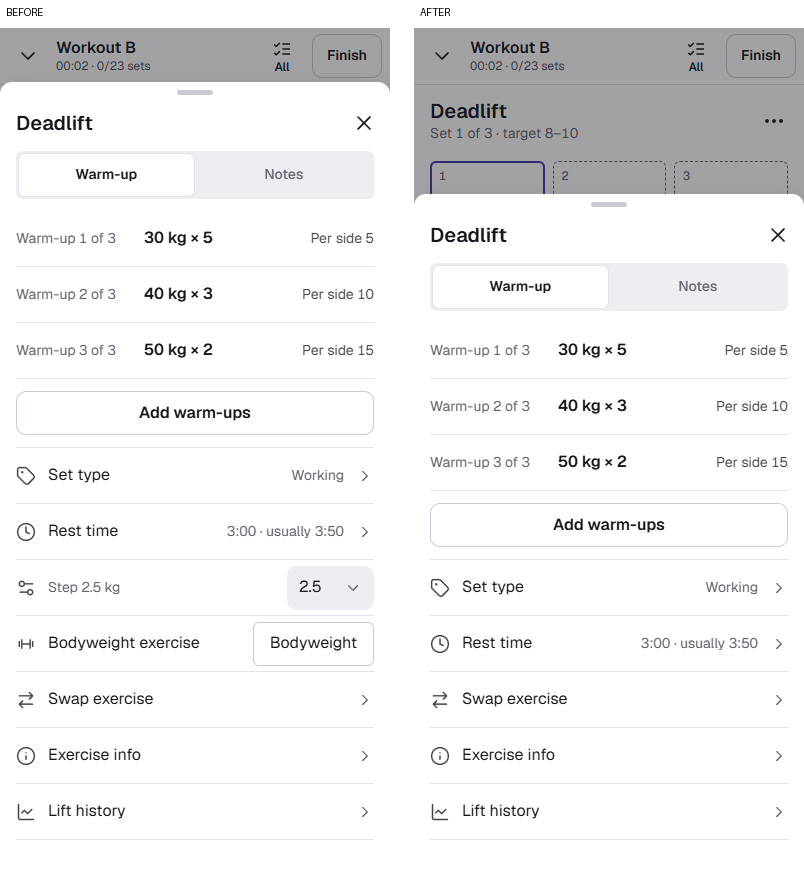 BEFORE
Workout B
00:02 · 0/23 sets
All
Finish
Deadlift
Warm-up
Notes
Warm-up 1 of 3 30 kg × 5 Per side 5
Warm-up 2 of 3 40 kg × 3 Per side 10
Warm-up 3 of 3 50 kg × 2 Per side 15
Add warm-ups
Set type Working
Rest time 3:00 · usually 3:50
Step 2.5 kg 2.5
Bodyweight exercise Bodyweight
Swap exercise
Exercise info
Lift history
AFTER
Workout B
00:02 · 0/23 sets
All
Finish
Deadlift
Set 1 of 3 · target 8–10
1 2 3
Deadlift
Warm-up
Notes
Warm-up 1 of 3 30 kg × 5 Per side 5
Warm-up 2 of 3 40 kg × 3 Per side 10
Warm-up 3 of 3 50 kg × 2 Per side 15
Add warm-ups
Set type Working
Rest time 3:00 · usually 3:50
Swap exercise
Exercise info
Lift history